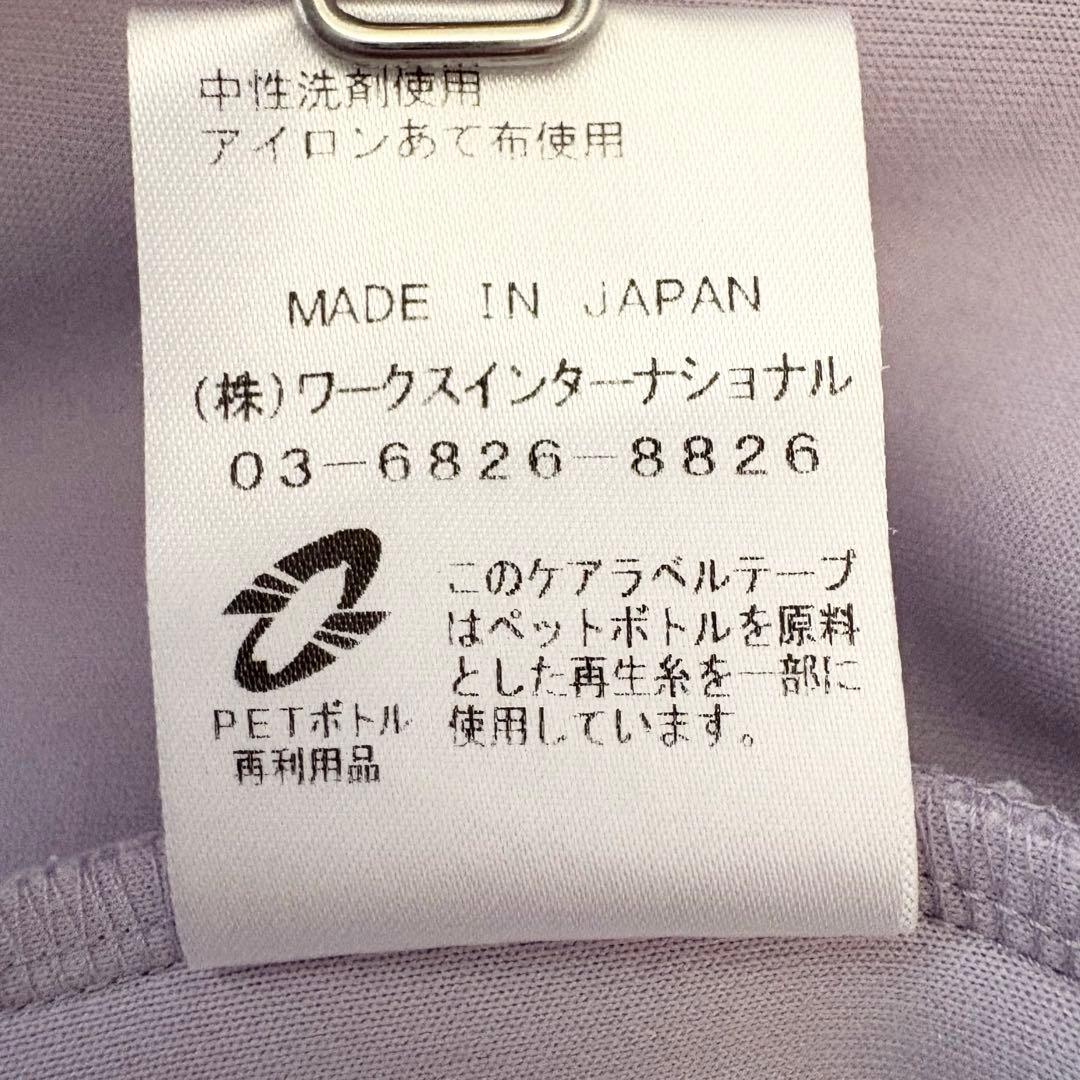 中性洗剤使用
アイロンあて布使用
MADE IN JAPAN
(株)ワークスインターナショナル
03-6826-8826
PETボトル
再利用品
このケアラベルテープ
はペットボトルを原料
とした再生糸を一部に
使用しています。